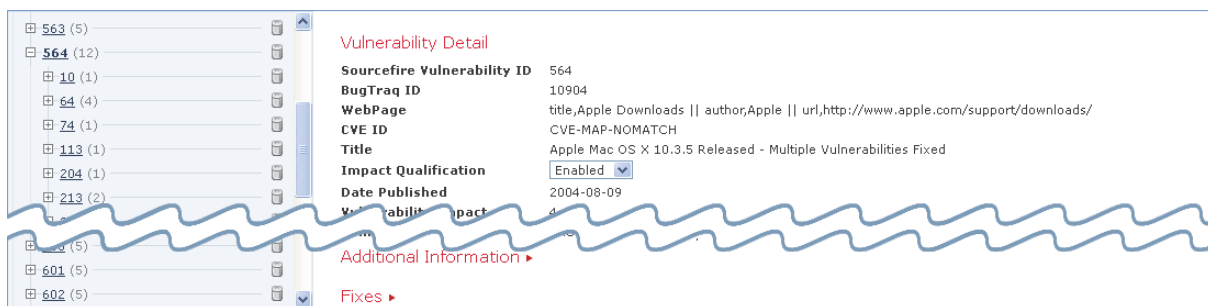 563 (5)
564 (12)
10 (1)
64 (4)
74 (1)
113 (1)
204 (1)
213 (2)
(5)
601 (5)
602 (5)
Vulnerability Detail
Sourcefire Vulnerability ID 564
BugTraq ID 10904
WebPage title,Apple Downloads || author,Apple || url,http://www.apple.com/support/downloads/
CVE ID CVE-MAP-NOMATCH
Title Apple Mac OS X 10.3.5 Released - Multiple Vulnerabilities Fixed
Impact Qualification Enabled
Date Published 2004-08-09
Additional Information
Fixes